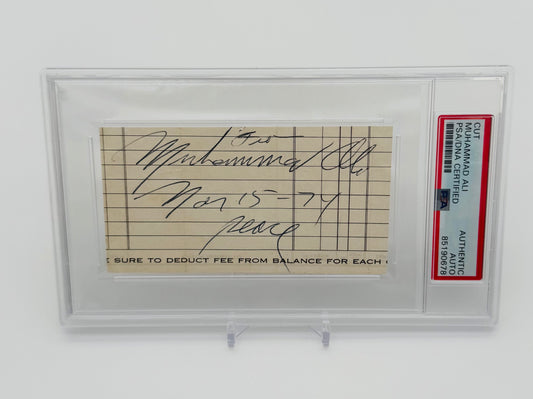 Muhammad Ali
Nov 15-74
peace
SURE TO DEDUCT FEE FROM BALANCE FOR EACH
CUT
MUHAMMAD ALI
PSA/DNA CERTIFIED
PSA
AUTHENTIC
AUTO
85190678